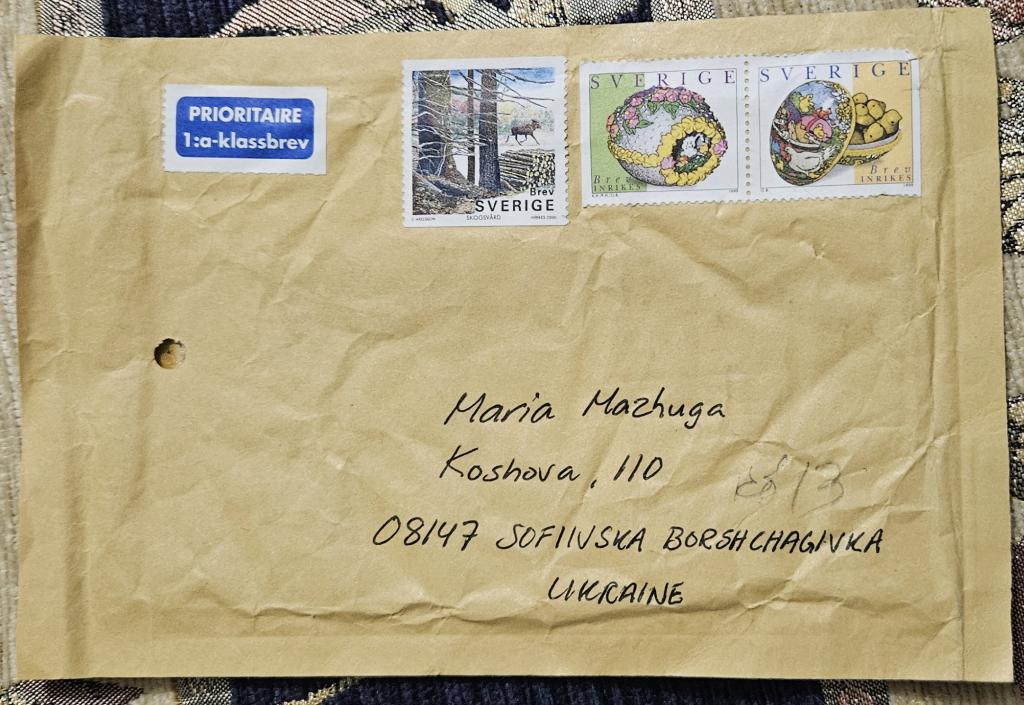 PRIORITAIRE
1:a-klassbrev
Brev
SVERIGE
SKOGSVÅRD
SVERIGE
Brev
INRIKES
SVERIGE
Brev
INRIKES
Maria Mazhuga
Koshova, 110
08147 SOFIIVSKA BORSHCHAGIVKA
UKRAINE